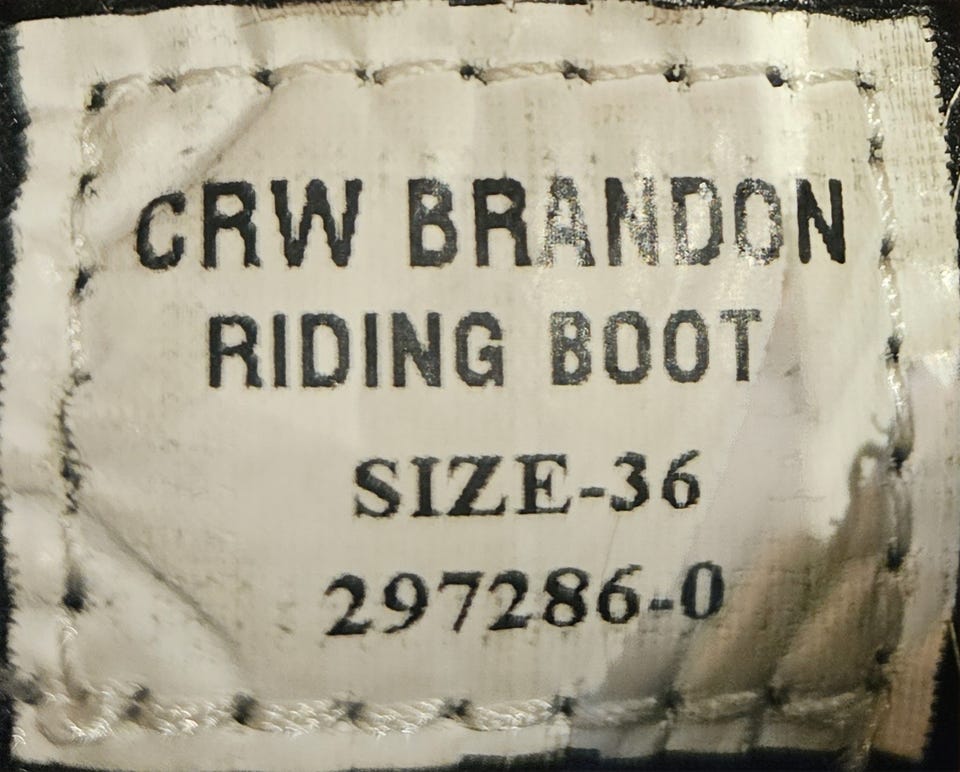 CRW BRANDON
RIDING BOOT
SIZE-36
297286-0